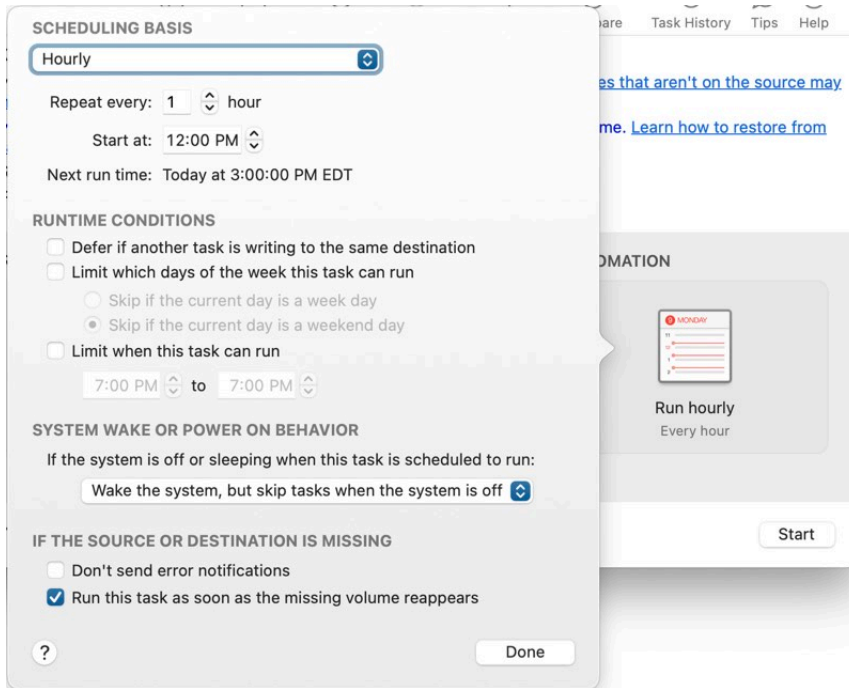 SCHEDULING BASIS
Hourly
Repeat every: 1 hour
Start at: 12:00 PM
Next run time: Today at 3:00:00 PM EDT
RUNTIME CONDITIONS
Defer if another task is writing to the same destination
Limit which days of the week this task can run
Skip if the current day is a week day
Skip if the current day is a weekend day
Limit when this task can run
7:00 PM to 7:00 PM
SYSTEM WAKE OR POWER ON BEHAVIOR
If the system is off or sleeping when this task is scheduled to run:
Wake the system, but skip tasks when the system is off
IF THE SOURCE OR DESTINATION IS MISSING
Don't send error notifications
Run this task as soon as the missing volume reappears
? Done
Task History Tips Help
that aren't on the source may
me. Learn how to restore from
OMATION
MONDAY
Run hourly
Every hour
Start